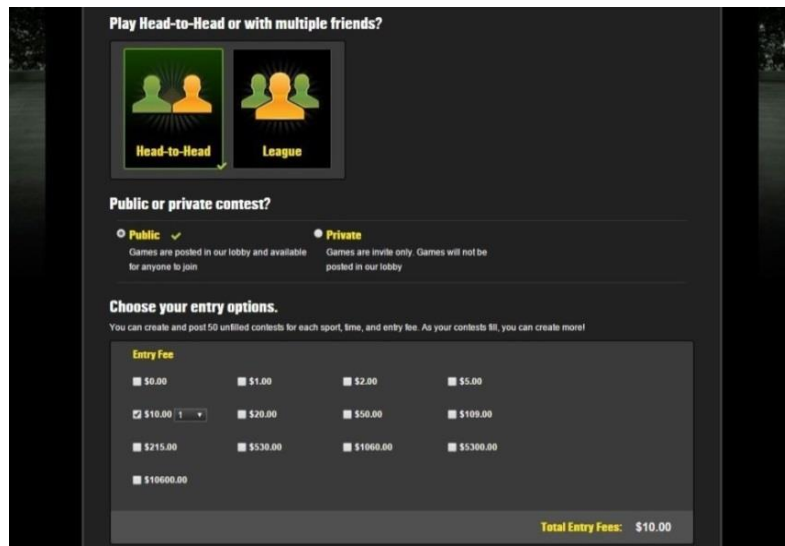 Play Head-to-Head or with multiple friends?
Head-to-Head League
Public or private contest?
Public Private
Games are posted in our lobby and available Games are invite only. Games will not be
for anyone to join posted in our lobby
Choose your entry options.
You can create and post 50 unfilled contests for each sport, time, and entry fee. As your contests fill, you can create more!
Entry Fee
$0.00 $1.00 $2.00 $5.00
$10.00 1 $20.00 $50.00 $109.00
$215.00 $530.00 $1060.00 $5300.00
$10600.00
Total Entry Fees: $10.00